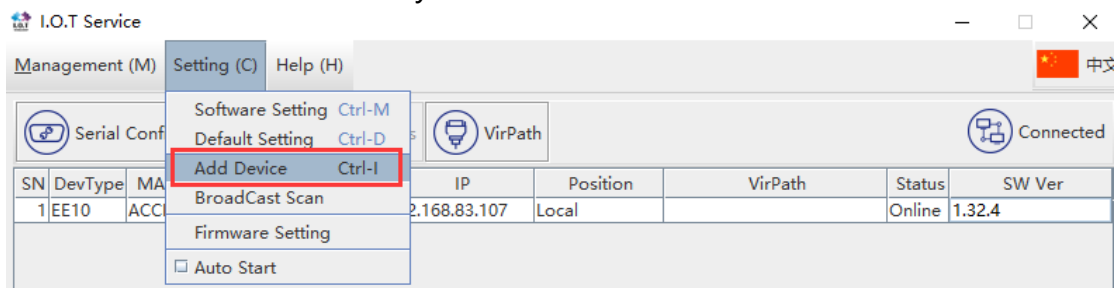 I.O.T Service
Management (M) Setting (C) Help (H) 中文
Serial Conf VirPath Connected
Software Setting Ctrl-M
Default Setting Ctrl-D
Add Device Ctrl-I
BroadCast Scan
Firmware Setting
Auto Start
SN DevType MA IP Position VirPath Status SW Ver
1 EE10 ACC 2.168.83.107 Local Online 1.32.4